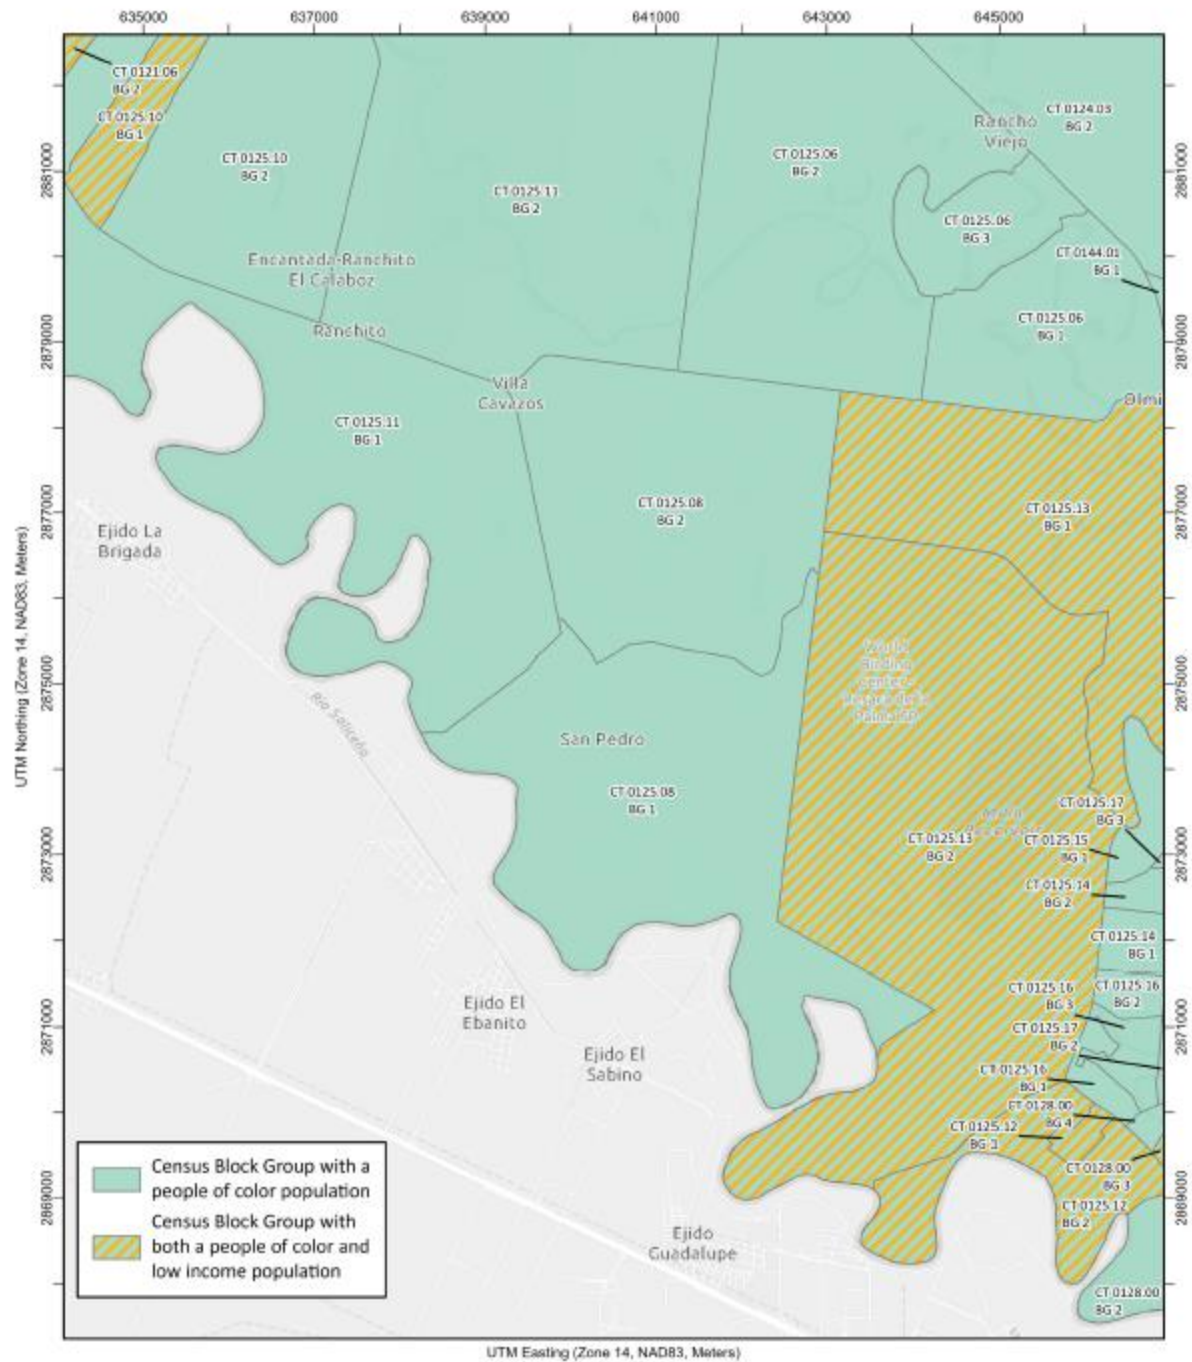 635000 637000 639000 641000 643000 645000
CT 0121.06
BG 2
CT 0125.10
BG 1
CT 0125.10
BG 2
CT 0125.11
BG 2
CT 0125.06
BG 2
Rancho
Viejo
CT 0124.03
BG 2
CT 0125.06
BG 3
CT 0144.01
BG 1
CT 0125.06
BG 1
Encantada-Ranchito
El Calaboz
Ranchito
Villa
Cavazos
Olmi
CT 0125.11
BG 1
CT 0125.08
BG 2
CT 0125.13
BG 1
Ejido La
Brigada
World
Birding
Center -
Resaca de la
Palma SP
Rio Saliceño
San Pedro
CT 0125.08
BG 1
CT 0125.13
BG 2
CT 0125.17
BG 3
CT 0125.15
BG 1
CT 0125.14
BG 2
CT 0125.14
BG 1
CT 0125.16
BG 3
CT 0125.16
BG 2
CT 0125.17
BG 2
CT 0125.16
BG 1
CT 0128.00
BG 4
CT 0125.12
BG 1
CT 0128.00
BG 3
CT 0125.12
BG 2
CT 0128.00
BG 2
Ejido El
Ebanito
Ejido El
Sabino
Ejido
Guadalupe
Census Block Group with a
people of color population
Census Block Group with
both a people of color and
low income population
2881000
2879000
2877000
2875000
2873000
2871000
2869000
UTM Northing (Zone 14, NAD83, Meters)
2881000
2879000
2877000
2875000
2873000
2871000
2869000
UTM Easting (Zone 14, NAD83, Meters)